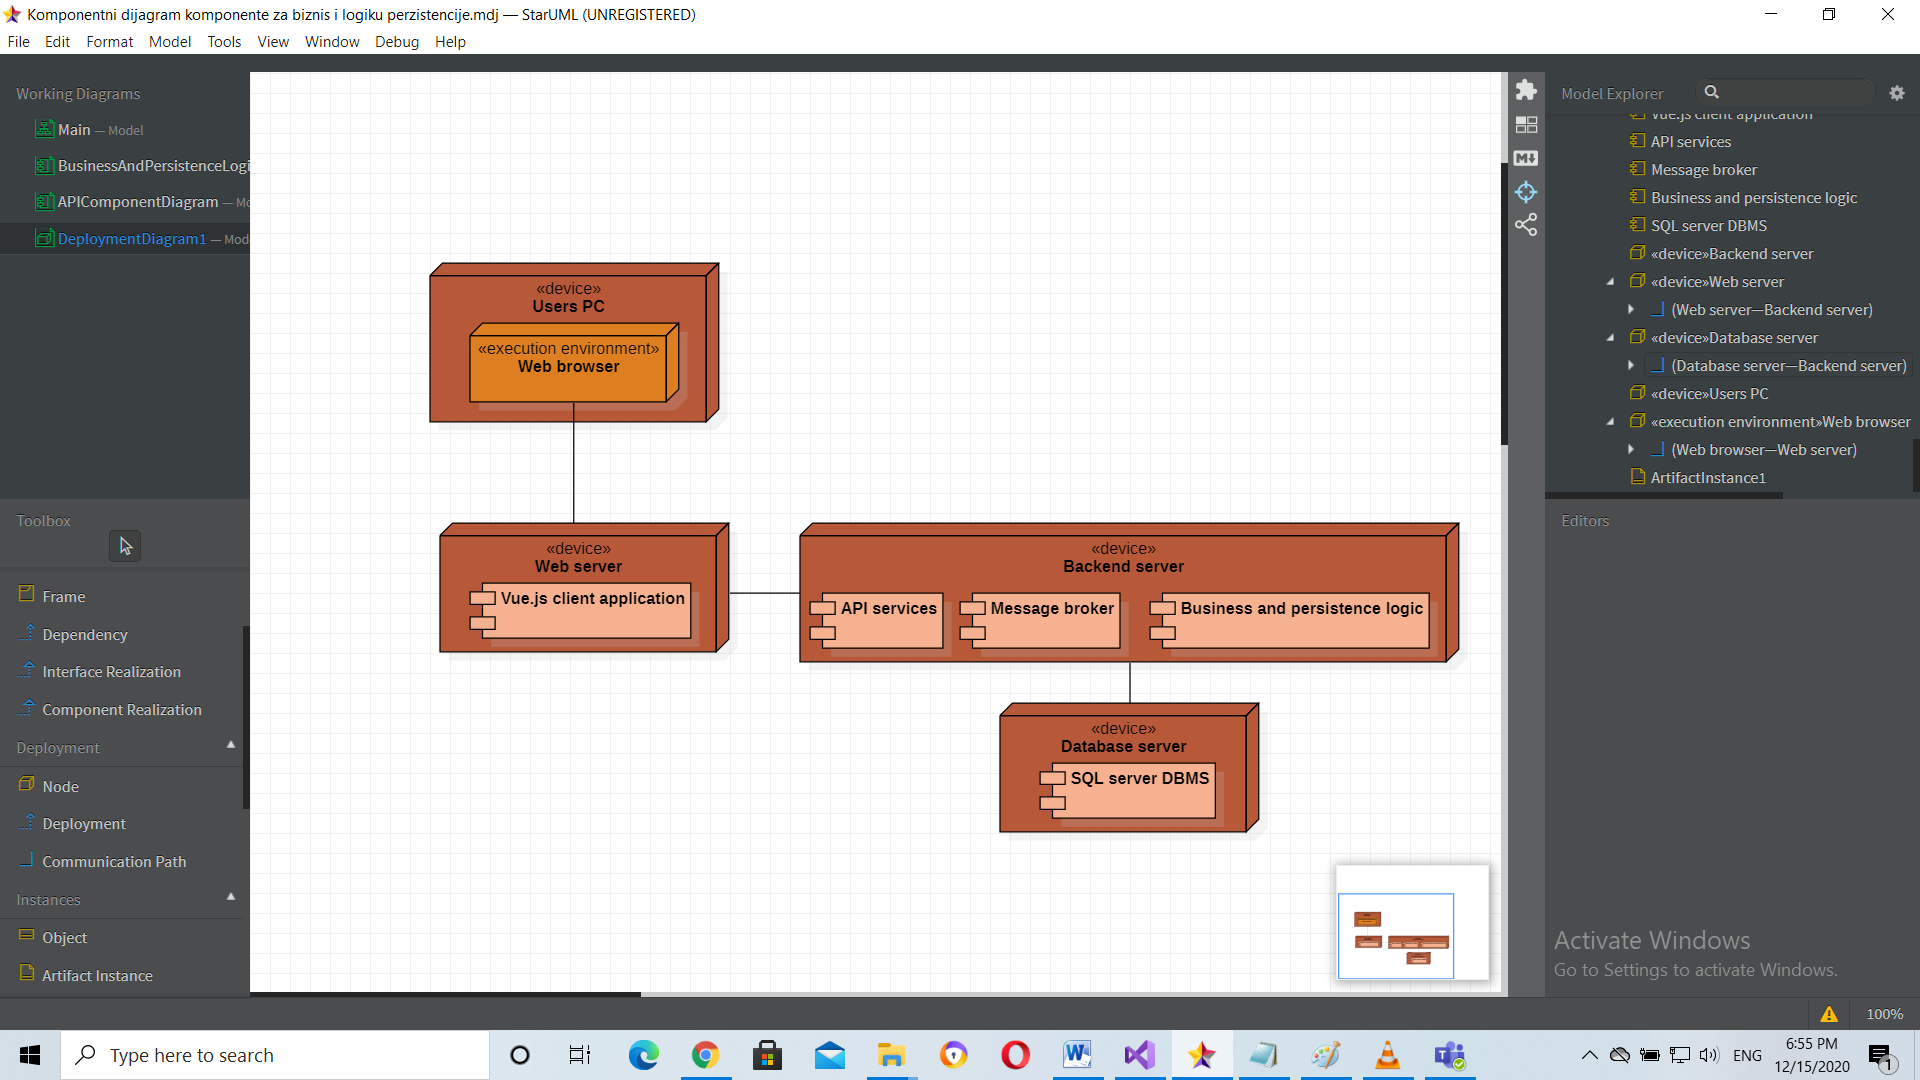 Komponentni dijagram komponente za biznis i logiku perzistencije.mdj — StarUML (UNREGISTERED)
File Edit Format Model Tools View Window Debug Help
Working Diagrams
Main — Model
BusinessAndPersistenceLogi
APIComponentDiagram — Mo
DeploymentDiagram1 — Mod
Toolbox
Frame
Dependency
Interface Realization
Component Realization
Deployment
Node
Deployment
Communication Path
Instances
Object
Artifact Instance
«device»
Users PC
«execution environment»
Web browser
«device»
Web server
Vue.js client application
«device»
Backend server
API services
Message broker
Business and persistence logic
«device»
Database server
SQL server DBMS
M
Model Explorer
Vue.js client application
API services
Message broker
Business and persistence logic
SQL server DBMS
«device»Backend server
«device»Web server
(Web server—Backend server)
«device»Database server
(Database server—Backend server)
«device»Users PC
«execution environment»Web browser
(Web browser—Web server)
ArtifactInstance1
Editors
Activate Windows
Go to Settings to activate Windows.
100%
Type here to search
ENG
6:55 PM
12/15/2020
1